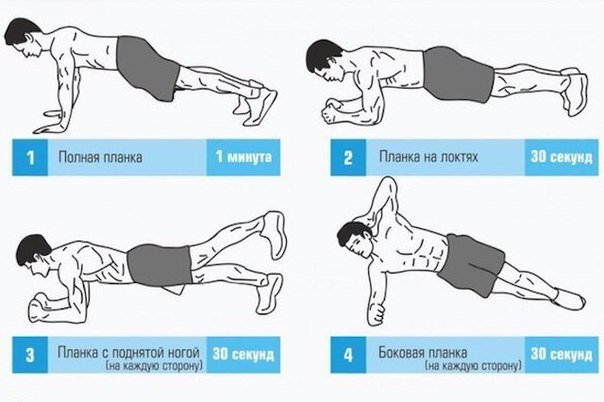 1 Полная планка 1 минута
2 Планка на локтях 30 секунд
3 Планка с поднятой ногой 30 секунд
(на каждую сторону)
4 Боковая планка 30 секунд
(на каждую сторону)